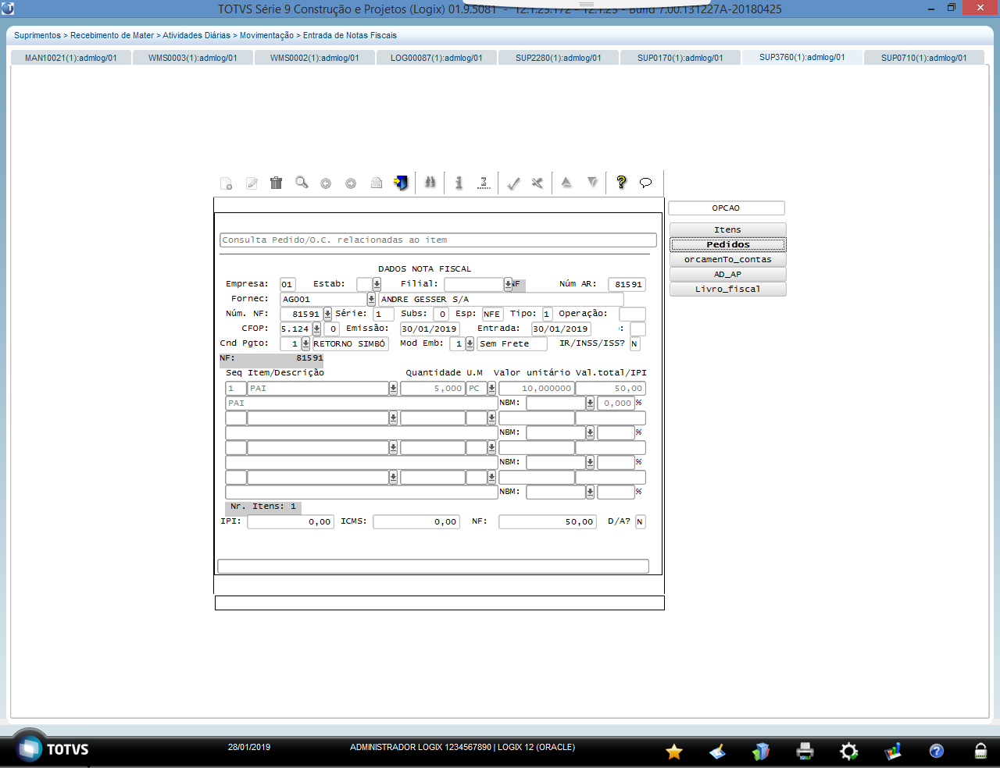 TOTVS Série 9 Construção e Projetos (Logix) 01.9.5081 - 12.1.23.172 - 12.1.23 - Build 7.00.131227A-20180425
Suprimentos > Recebimento de Mater > Atividades Diárias > Movimentação > Entrada de Notas Fiscais
MAN10021(1):admlog/01 WMS0003(1):admlog/01 WMS0002(1):admlog/01 LOG00087(1):admlog/01 SUP2280(1):admlog/01 SUP0170(1):admlog/01 SUP3760(1):admlog/01 SUP0710(1):admlog/01
OPCAO
Itens
Pedidos
orcamenTo_contas
AD_AP
Livro_fiscal
Consulta Pedido/O.C. relacionadas ao item
DADOS NOTA FISCAL
Empresa: 01 Estab: Filial: NF Núm AR: 81591
Fornec: AG001 ANDRE GESSER S/A
Núm. NF: 81591 Série: 1 Subs: 0 Esp: NFE Tipo: 1 Operação:
CFOP: 5.124 0 Emissão: 30/01/2019 Entrada: 30/01/2019 :
Cnd Pgto: 1 RETORNO SIMBÓ Mod Emb: 1 Sem Frete IR/INSS/ISS? N
NF: 81591
Seq Item/Descrição Quantidade U.M Valor unitário Val.total/IPI
1 PAI 5,000 PC 10,000000 50,00
PAI NBM: 0,000 %
NBM: %
NBM: %
NBM: %
Nr. Itens: 1
IPI: 0,00 ICMS: 0,00 NF: 50,00 D/A? N
TOTVS 28/01/2019 ADMINISTRADOR LOGIX 1234567890 | LOGIX 12 (ORACLE)